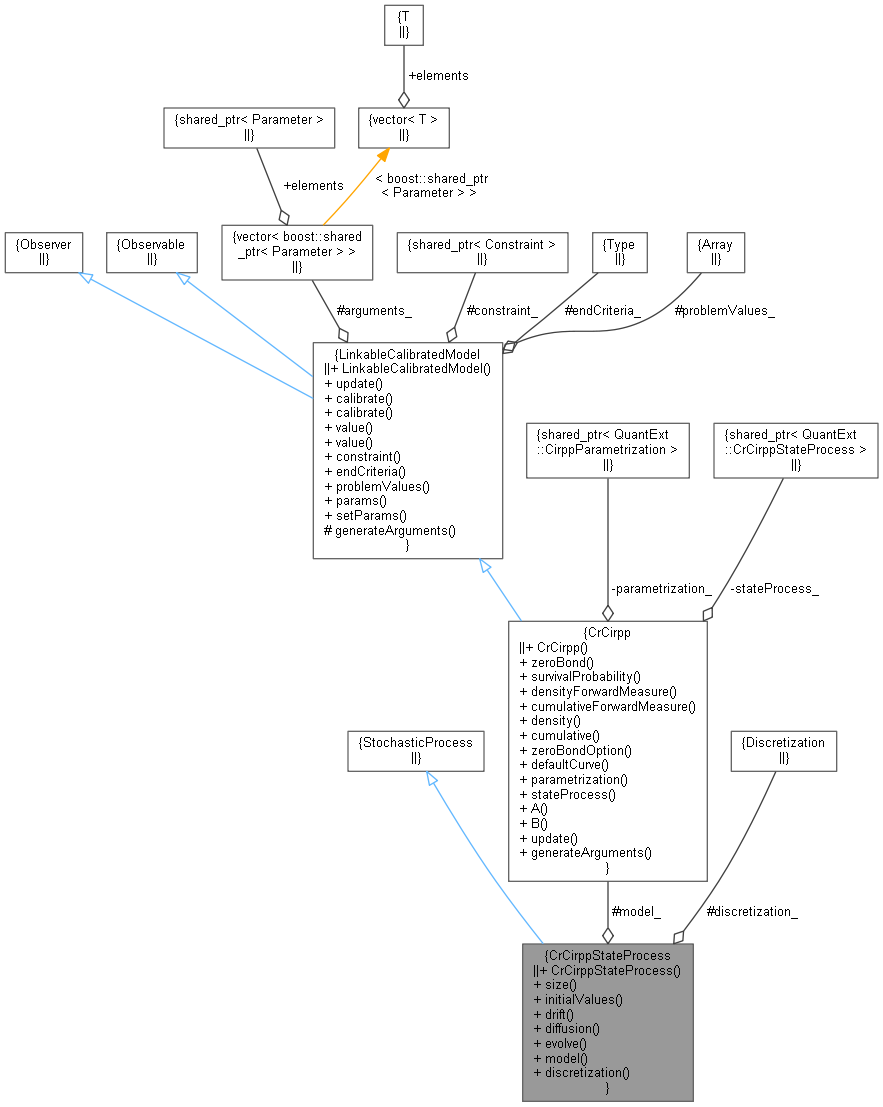 {T
||}
+elements
{shared_ptr< Parameter >
||}
{vector< T >
||}
+elements
< boost::shared_ptr
< Parameter > >
{Observer
||}
{Observable
||}
{vector< boost::shared
_ptr< Parameter > >
||}
{shared_ptr< Constraint >
||}
{Type
||}
{Array
||}
#arguments_
#constraint_
#endCriteria_
#problemValues_
{LinkableCalibratedModel
||+ LinkableCalibratedModel()
+ update()
+ calibrate()
+ calibrate()
+ value()
+ value()
+ constraint()
+ endCriteria()
+ problemValues()
+ params()
+ setParams()
# generateArguments()
}
{shared_ptr< QuantExt
::CirppParametrization >
||}
{shared_ptr< QuantExt
::CrCirppStateProcess >
||}
-parametrization_
-stateProcess_
{CrCirpp
||+ CrCirpp()
+ zeroBond()
+ survivalProbability()
+ densityForwardMeasure()
+ cumulativeForwardMeasure()
+ density()
+ cumulative()
+ zeroBondOption()
+ defaultCurve()
+ parametrization()
+ stateProcess()
+ A()
+ B()
+ update()
+ generateArguments()
}
{StochasticProcess
||}
{Discretization
||}
#model_
#discretization_
{CrCirppStateProcess
||+ CrCirppStateProcess()
+ size()
+ initialValues()
+ drift()
+ diffusion()
+ evolve()
+ model()
+ discretization()
}